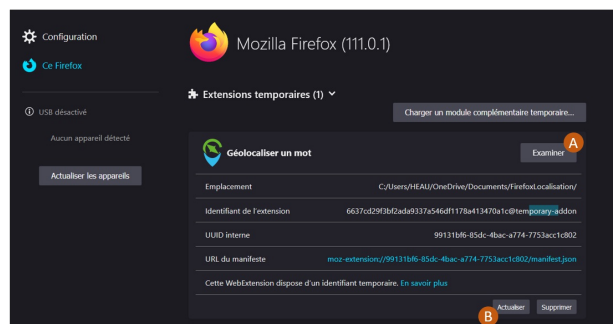 Configuration
Mozilla Firefox (111.0.1)
Ce Firefox
Extensions temporaires (1)
USB désactivé
Charger un module complémentaire temporaire...
Aucun appareil détecté
A
Géolocaliser un mot
Examiner
Actualiser les appareils
Emplacement C:/Users/HEAU/OneDrive/Documents/FirefoxLocalisation/
Identifiant de l'extension 6637cd29f3bf2ada9337a546df1178a413470a1c@temporary-addon
UUID interne 99131bf6-85dc-4bac-a774-7753acc1c802
URL du manifeste moz-extension://99131bf6-85dc-4bac-a774-7753acc1c802/manifest.json
Cette WebExtension dispose d'un identifiant temporaire. En savoir plus
Actualiser Supprimer
B